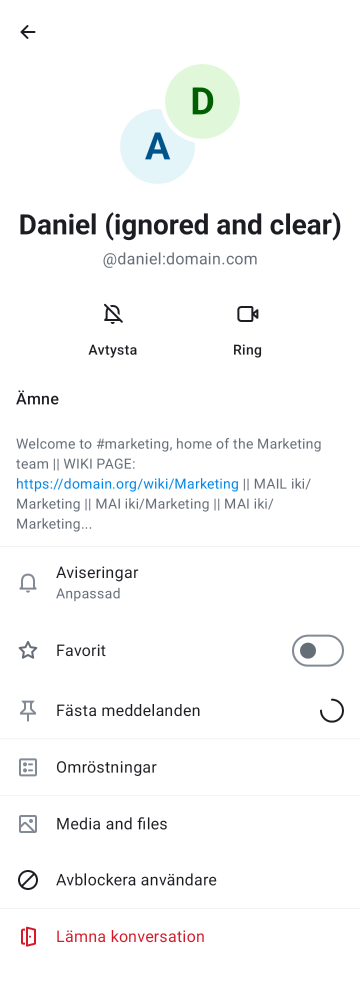 D
A
Daniel (ignored and clear)
@daniel:domain.com
Avtysta
Ring
Ämne
Welcome to #marketing, home of the Marketing
team || WIKI PAGE:
https://domain.org/wiki/Marketing || MAIL iki/
Marketing || MAI iki/Marketing || MAI iki/
Marketing...
Aviseringar
Anpassad
Favorit
Fästa meddelanden
Omröstningar
Media and files
Avblockera användare
Lämna konversation